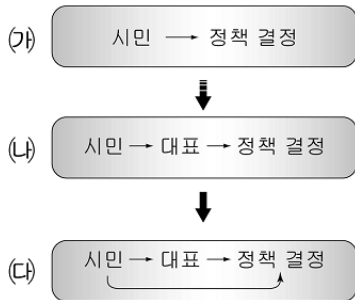 (가) 시민 → 정책 결정
(나) 시민 → 대표 → 정책 결정
(다) 시민 → 대표 → 정책 결정